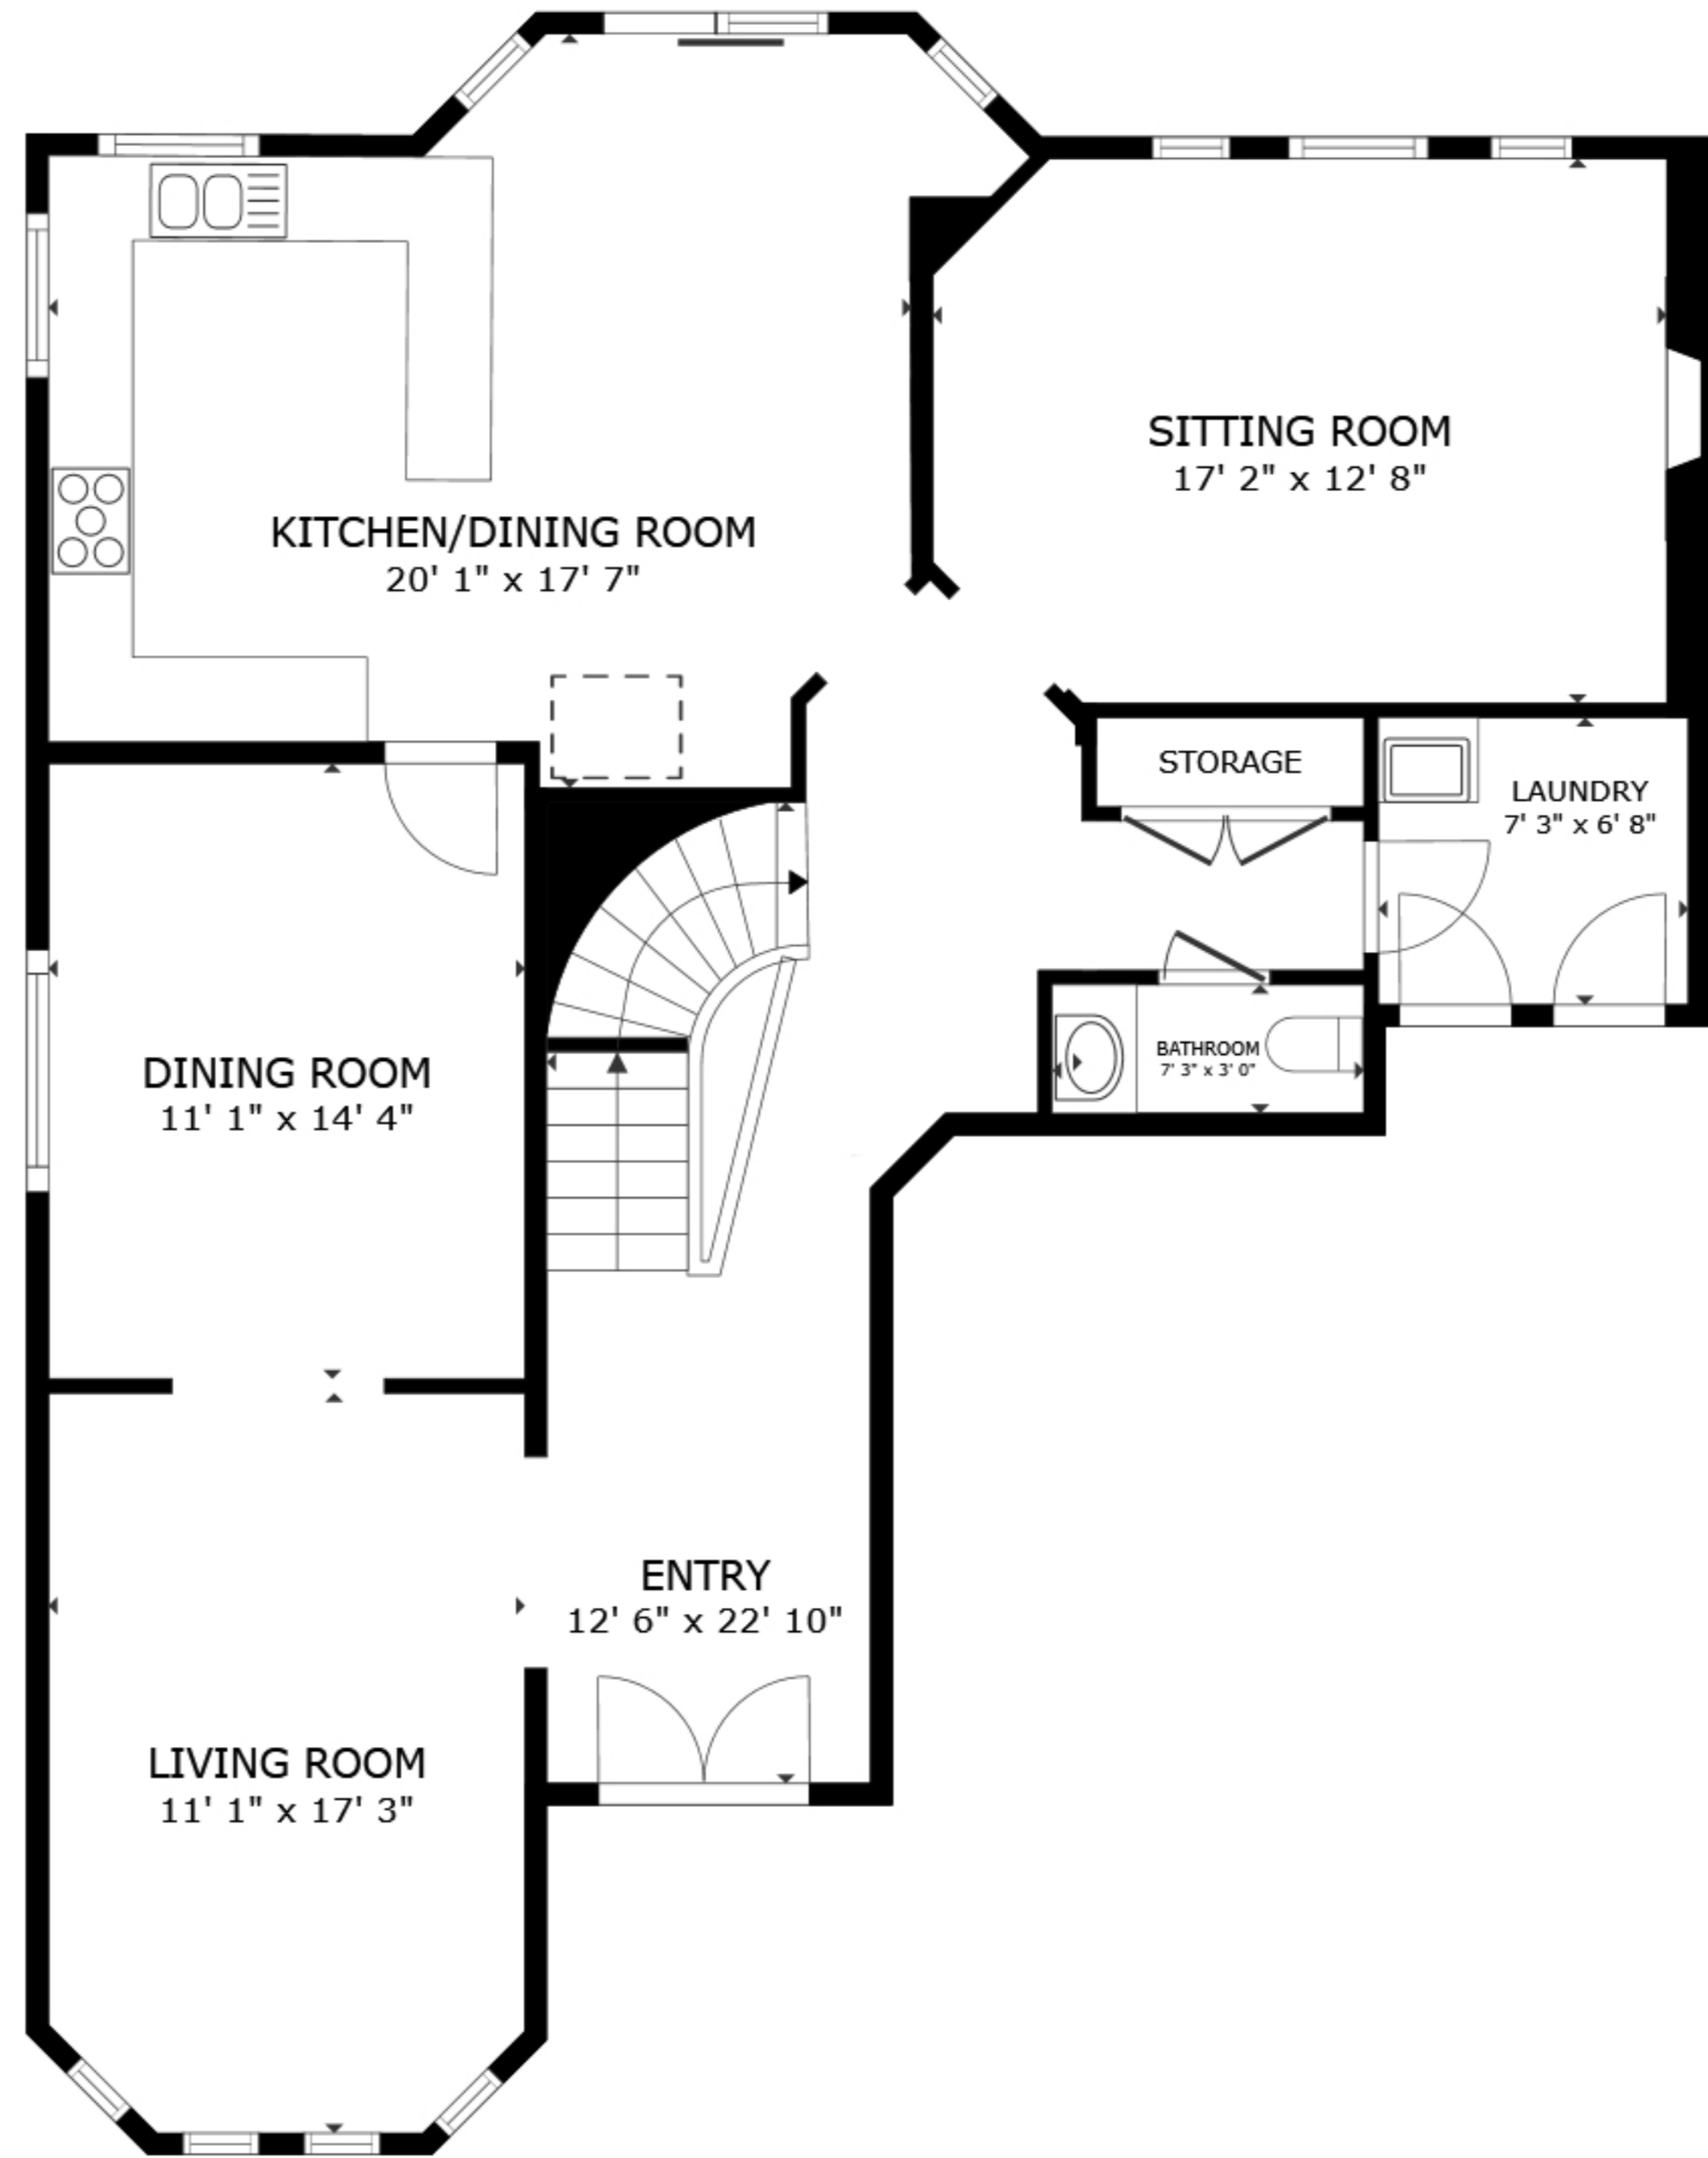 SITTING ROOM
17' 2" x 12' 8"
KITCHEN/DINING ROOM
20' 1" x 17' 7"
STORAGE
LAUNDRY
7' 3" x 6' 8"
BATHROOM
7' 3" x 3' 0"
DINING ROOM
11' 1" x 14' 4"
ENTRY
12' 6" x 22' 10"
LIVING ROOM
11' 1" x 17' 3"